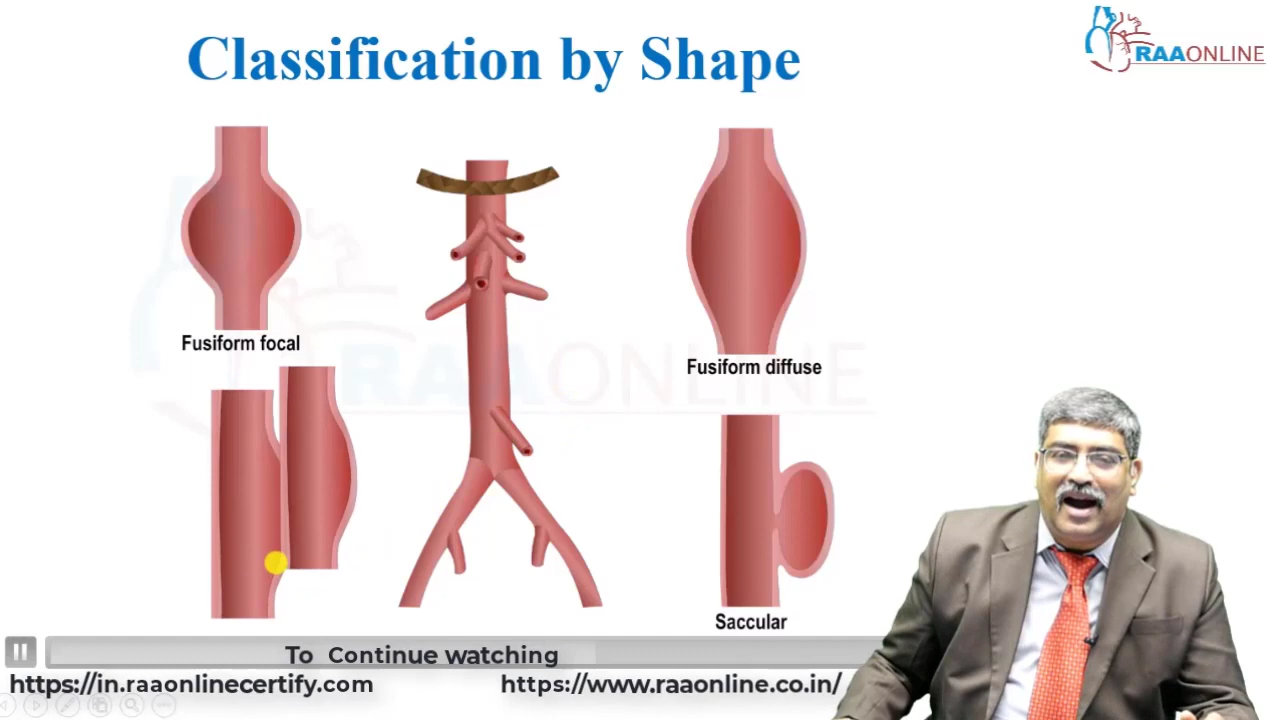 Classification by Shape
RAAONLINE
Fusiform focal
Fusiform diffuse
RAAONLINE
Saccular
To Continue watching
https://in.raaonlinecertify.com
https://www.raaonline.co.in/